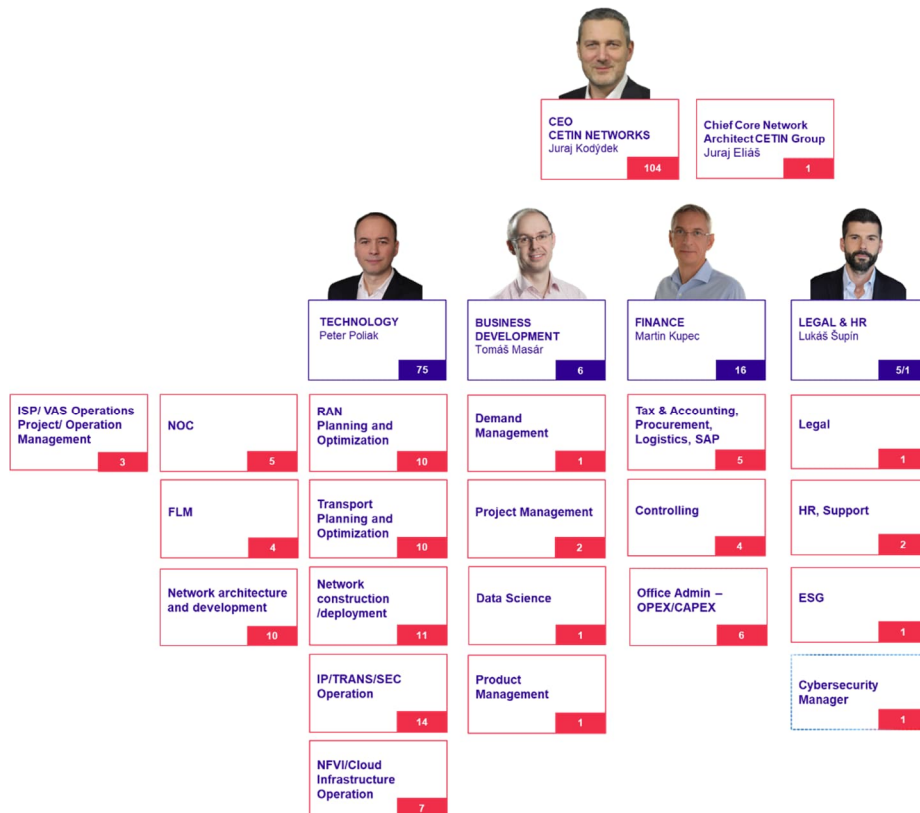 CEO
CETIN NETWORKS
Juraj Kodýdek
104
Chief Core Network
Architect CETIN Group
Juraj Eliáš
1
TECHNOLOGY
Peter Poliak
75
BUSINESS
DEVELOPMENT
Tomáš Masár
6
FINANCE
Martin Kupec
16
LEGAL & HR
Lukáš Šupín
5/1
ISP/ VAS Operations
Project/ Operation
Management
3
NOC
5
RAN
Planning and
Optimization
10
Demand
Management
1
Tax & Accounting,
Procurement,
Logistics, SAP
5
Legal
1
FLM
4
Transport
Planning and
Optimization
10
Project Management
2
Controlling
4
HR, Support
2
Network architecture
and development
10
Network
construction
/deployment
11
Data Science
1
Office Admin –
OPEX/CAPEX
6
ESG
1
IP/TRANS/SEC
Operation
14
Product
Management
1
Cybersecurity
Manager
1
NFVI/Cloud
Infrastructure
Operation
7